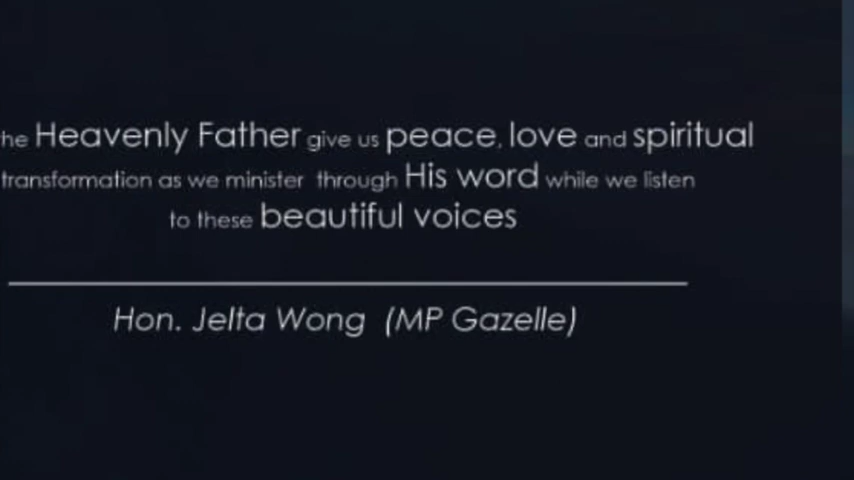 he Heavenly Father give us peace, love and spiritual
transformation as we minister through His word while we listen
to these beautiful voices
Hon. Jelta Wong (MP Gazelle)